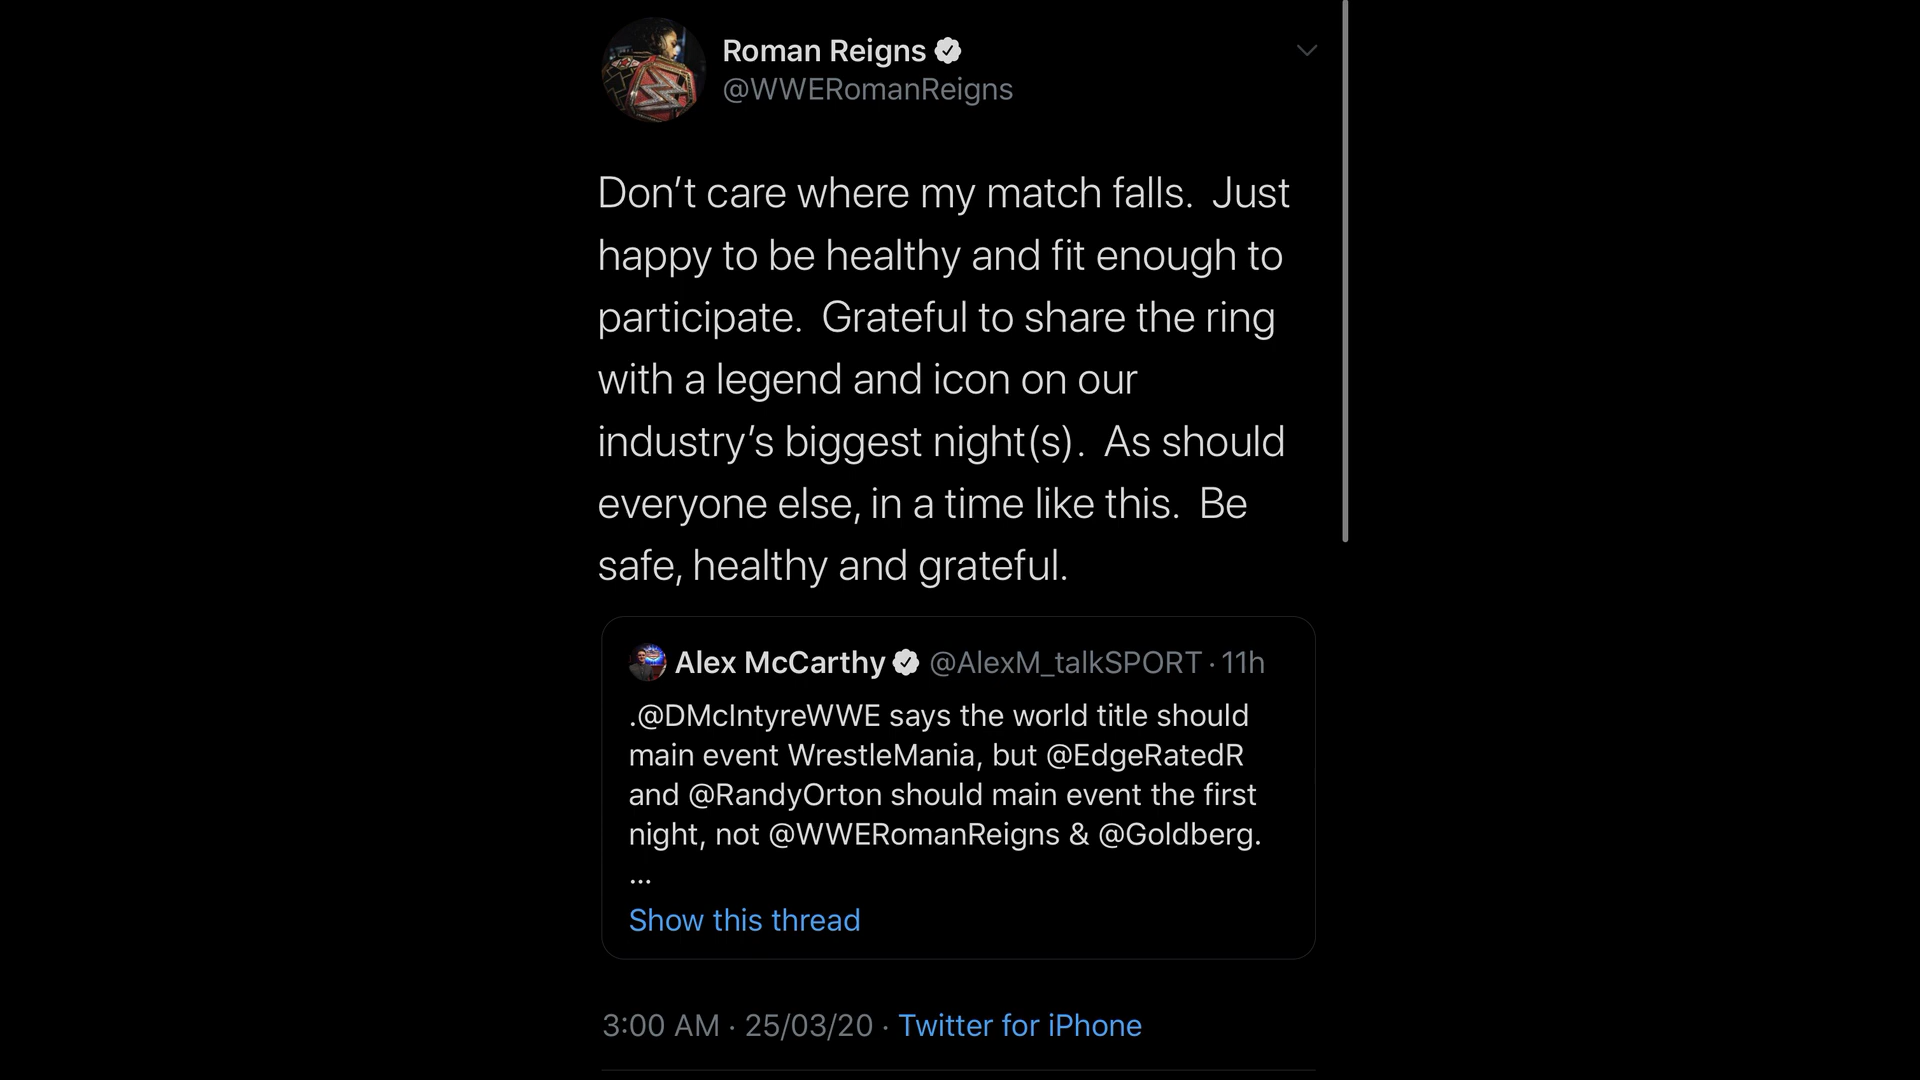 Roman Reigns
@WWERomanReigns
Don’t care where my match falls.  Just
happy to be healthy and fit enough to
participate.  Grateful to share the ring
with a legend and icon on our
industry’s biggest night(s).  As should
everyone else, in a time like this.  Be
safe, healthy and grateful.
Alex McCarthy @AlexM_talkSPORT · 11h
.@DMcIntyreWWE says the world title should
main event WrestleMania, but @EdgeRatedR
and @RandyOrton should main event the first
night, not @WWERomanReigns & @Goldberg.
...
Show this thread
3:00 AM · 25/03/20 · Twitter for iPhone